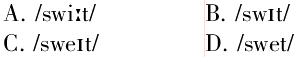 A. /swiːt/ B. /swɪt/
C. /sweɪt/ D. /swet/